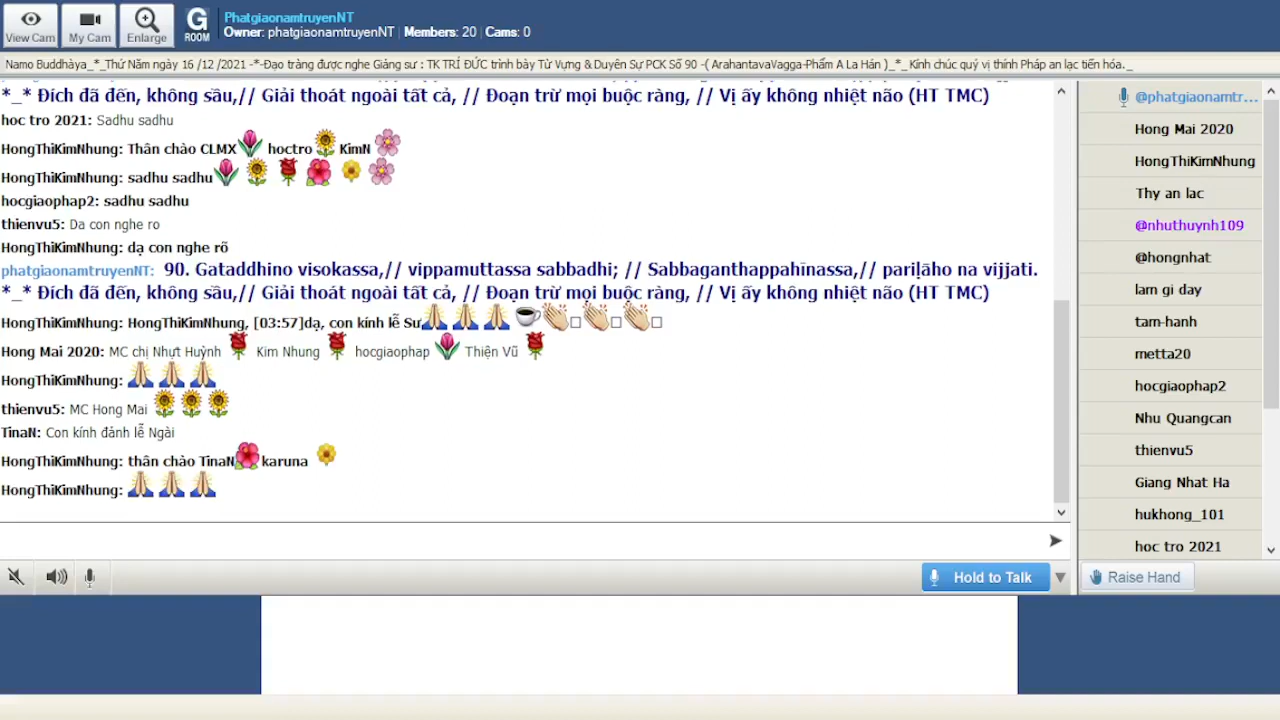 View Cam
My Cam
Enlarge
G
ROOM
PhatgiaonamtruyenNT
Owner: phatgiaonamtruyenNT | Members: 20 | Cams: 0
Namo Buddhàya_*_Thứ Năm ngày 16 /12 /2021 -*-Đạo tràng được nghe Giảng sư : TK TRÍ ĐỨC trình bày Từ Vựng & Duyên Sự PCK Số 90 -( ArahantavaVagga-Phẩm A La Hán )_*_ Kính chúc quý vị thính Pháp an lạc tiến hóa._
*_* Đích đã đến, không sầu,// Giải thoát ngoài tất cả, // Đoạn trừ mọi buộc ràng, // Vị ấy không nhiệt não (HT TMC)
hoc tro 2021: Sadhu sadhu
HongThiKimNhung: Thân chào CLMX🌷 hoctro🌻 KimN 🌸
HongThiKimNhung: sadhu sadhu🌷 🌻 🌹 🌺 🌼 🌸
hocgiaophap2: sadhu sadhu
thienvu5: Da con nghe ro
HongThiKimNhung: dạ con nghe rõ
phatgiaonamtruyenNT: 90. Gataddhino visokassa,// vippamuttassa sabbadhi; // Sabbaganthappahīnassa,// pariḷāho na vijjati.
*_* Đích đã đến, không sầu,// Giải thoát ngoài tất cả, // Đoạn trừ mọi buộc ràng, // Vị ấy không nhiệt não (HT TMC)
HongThiKimNhung: HongThiKimNhung, [03:57]dạ, con kính lễ Sư🙏 🙏 🙏 ☕👏□ 👏□ 👏□
Hong Mai 2020: MC chị Nhựt Huỳnh 🌹 Kim Nhung 🌹 hocgiaophap 🌷 Thiện Vũ 🌹
HongThiKimNhung: 🙏 🙏 🙏
thienvu5: MC Hong Mai 🌻 🌻 🌻
TinaN: Con kính đảnh lễ Ngài
HongThiKimNhung: thân chào TinaN🌺 karuna 🌼
HongThiKimNhung: 🙏 🙏 🙏
Hold to Talk
@phatgiaonamtr...
Hong Mai 2020
HongThiKimNhung
Thy an lac
@nhuthuynh109
@hongnhat
lam gi day
tam-hanh
metta20
hocgiaophap2
Nhu Quangcan
thienvu5
Giang Nhat Ha
hukhong_101
hoc tro 2021
Raise Hand